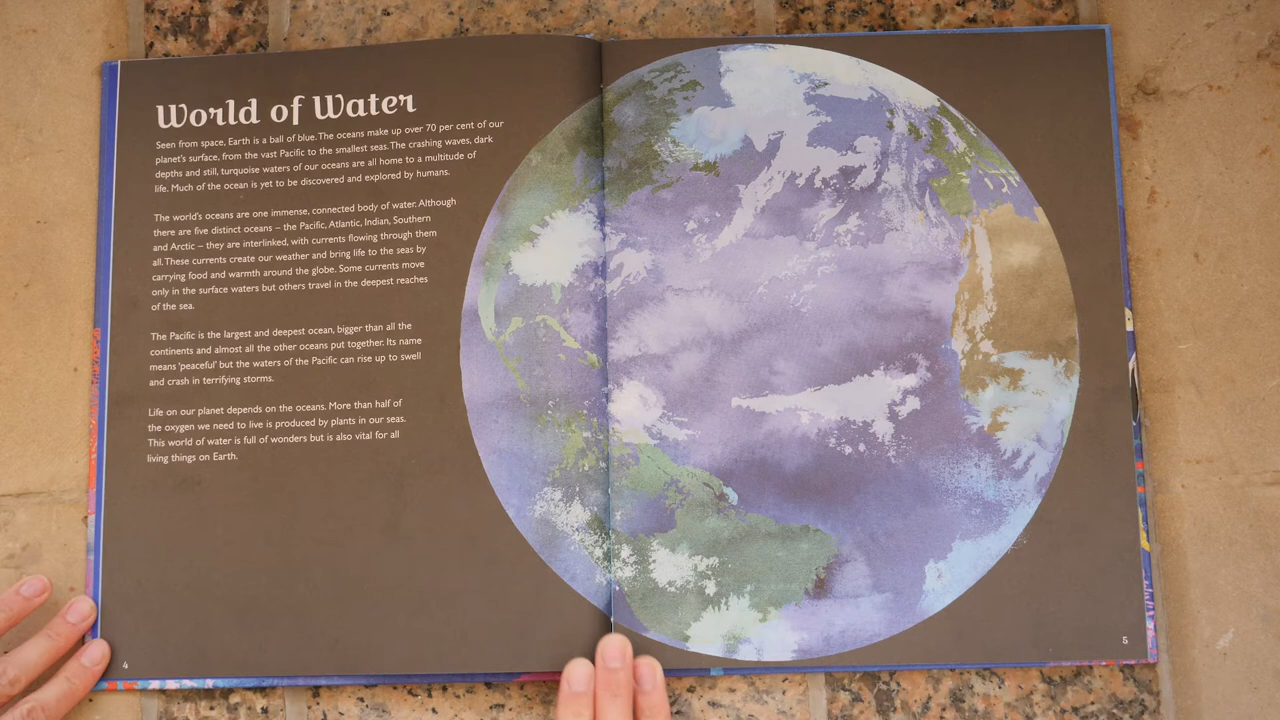 World of Water
Seen from space, Earth is a ball of blue. The oceans make up over 70 per cent of our
planet's surface, from the vast Pacific to the smallest seas. The crashing waves, dark
depths and still, turquoise waters of our oceans are all home to a multitude of
life. Much of the ocean is yet to be discovered and explored by humans.
The world's oceans are one immense, connected body of water. Although
there are five distinct oceans – the Pacific, Atlantic, Indian, Southern
and Arctic – they are interlinked, with currents flowing through them
all. These currents create our weather and bring life to the seas by
carrying food and warmth around the globe. Some currents move
only in the surface waters but others travel in the deepest reaches
of the sea.
The Pacific is the largest and deepest ocean, bigger than all the
continents and almost all the other oceans put together. Its name
means 'peaceful' but the waters of the Pacific can rise up to swell
and crash in terrifying storms.
Life on our planet depends on the oceans. More than half of
the oxygen we need to live is produced by plants in our seas.
This world of water is full of wonders but is also vital for all
living things on Earth.
4
5